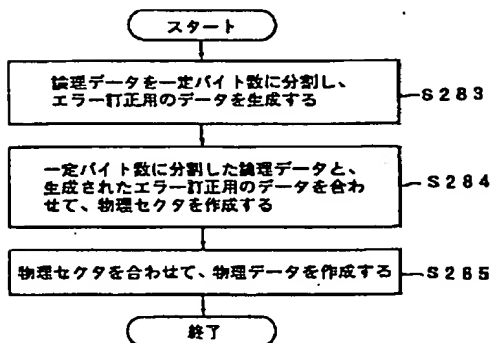 スタート
論理データを一定バイト数に分割し、
エラー訂正用のデータを生成する
S283
一定バイト数に分割した論理データと、
生成されたエラー訂正用のデータを合わ
せて、物理セクタを作成する
S284
物理セクタを合わせて、物理データを作成する
S285
終了